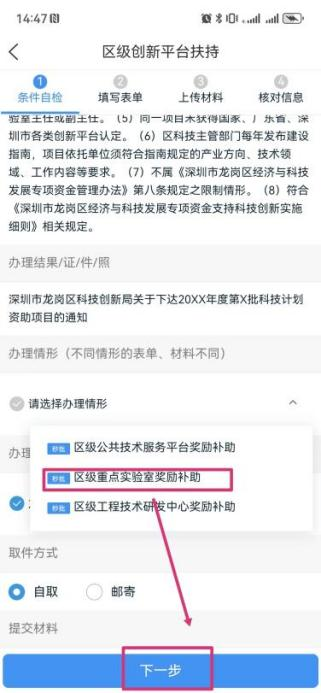 14:47
区级创新平台扶持
1 2 3 4
条件自检 填写表单 上传材料 核对信息
验室主任或副主任。（5）同一项目未获得国家、广东省、深
圳市各类创新平台认定。（6）区科技主管部门每年发布建设
指南，项目依托单位须符合指南规定的产业方向、技术领
域、工作内容等要求。（7）不属《深圳市龙岗区经济与科技
发展专项资金管理办法》第八条规定之限制情形。（8）符合
《深圳市龙岗区经济与科技发展专项资金支持科技创新实施
细则》相关规定。
办理结果/证/件/照
深圳市龙岗区科技创新局关于下达20XX年度第X批科技计划
资助项目的通知
办理情形（不同情形的表单、材料不同）
请选择办理情形
秒批 区级公共技术服务平台奖励补助
办理
秒批 区级重点实验室奖励补助
秒批 区级工程技术研发中心奖励补助
取件方式
自取 邮寄
提交材料
下一步